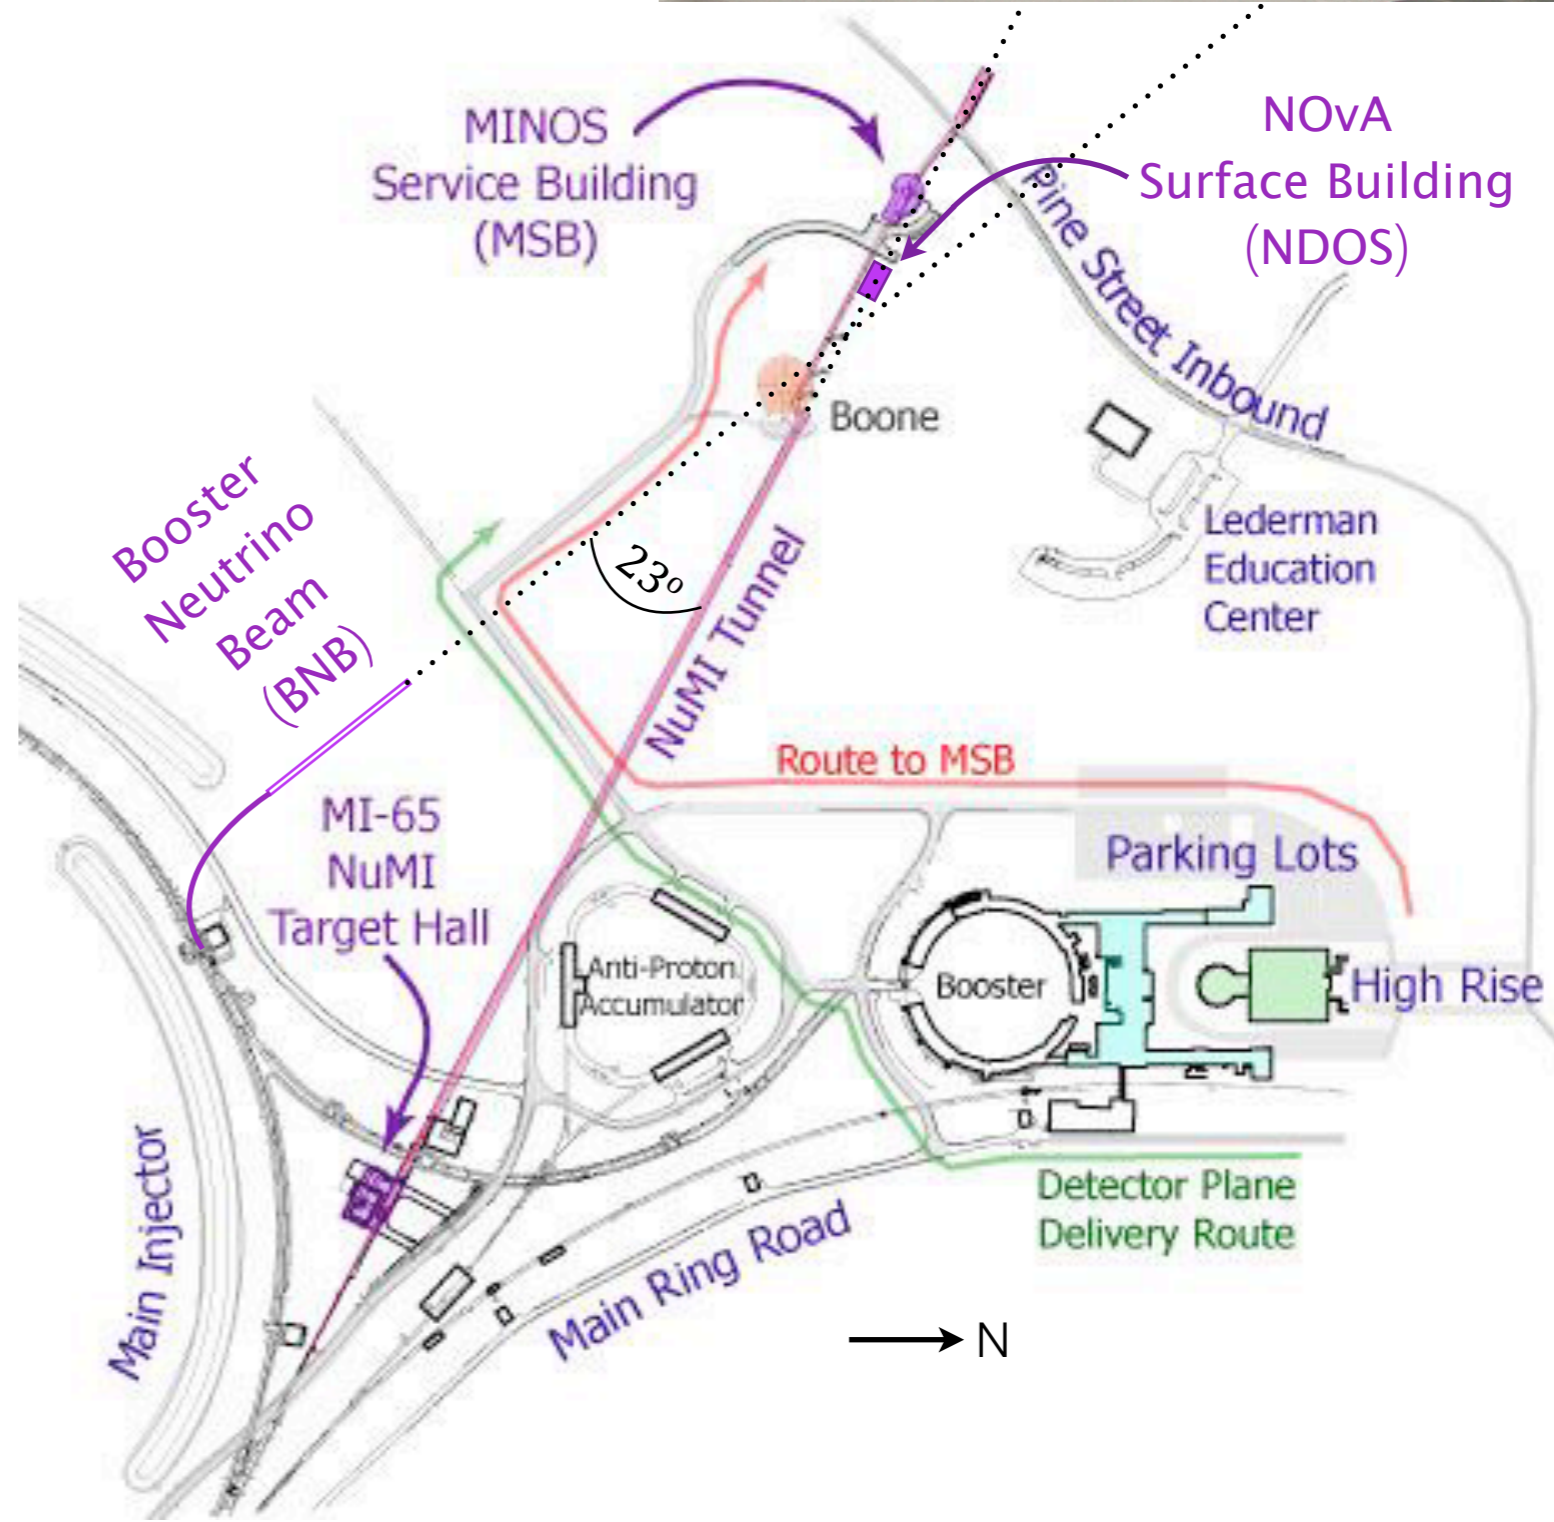 MINOS
Service Building
(MSB)
NOvA
Surface Building
(NDOS)
Pine Street Inbound
Boone
Booster
Neutrino
Beam
(BNB)
23º
NuMI Tunnel
Lederman
Education
Center
Route to MSB
MI-65
NuMI
Target Hall
Parking Lots
Anti-Proton
Accumulator
Booster
High Rise
Main Injector
Detector Plane
Delivery Route
Main Ring Road
N